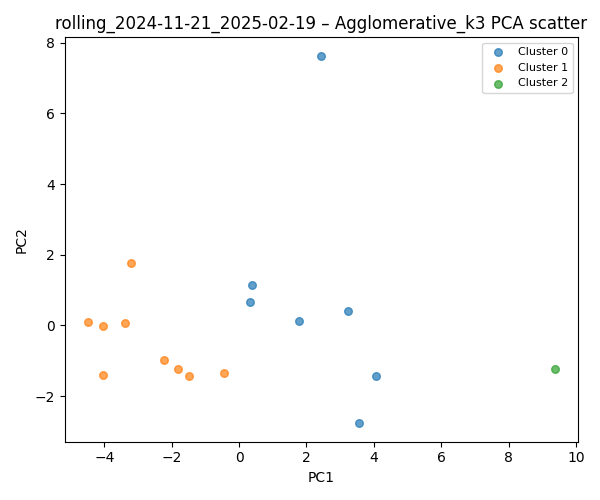 rolling_2024-11-21_2025-02-19 – Agglomerative_k3 PCA scatter
Cluster 0
Cluster 1
Cluster 2
8
6
4
2
0
−2
PC2
−4
−2
0
2
4
6
8
10
PC1